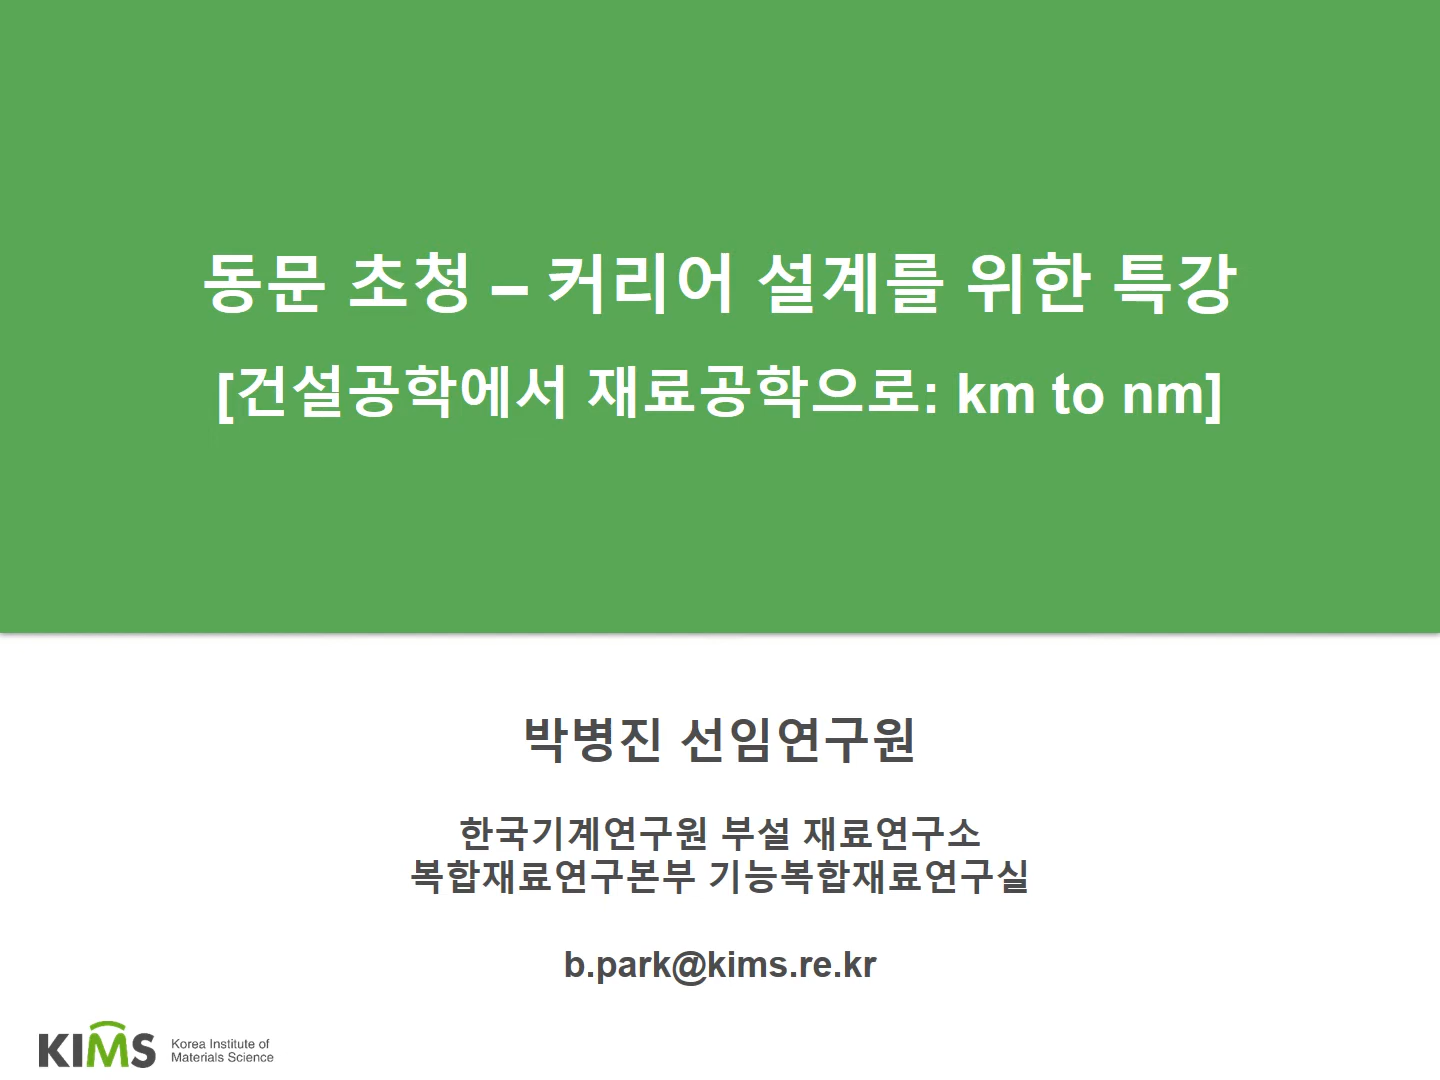 동문 초청 – 커리어 설계를 위한 특강
[건설공학에서 재료공학으로: km to nm]
박병진 선임연구원
한국기계연구원 부설 재료연구소
복합재료연구본부 기능복합재료연구실
b.park@kims.re.kr
KIMS
Korea Institute of
Materials Science